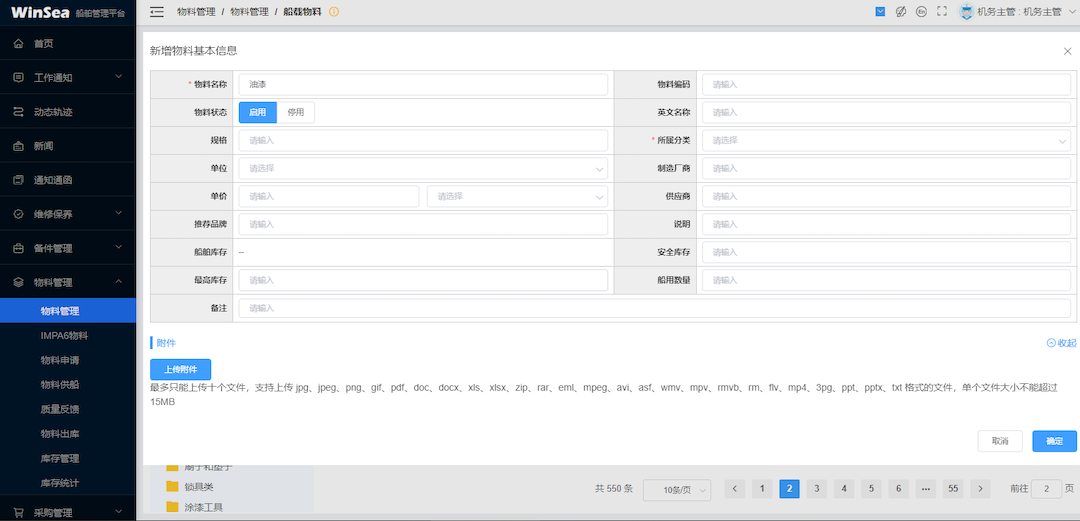 WinSea 船舶管理平台
物料管理 / 物料管理 / 船载物料
En
机务主管 : 机务主管
首页
工作通知
动态轨迹
新闻
通知通函
维修保养
备件管理
物料管理
物料管理
IMPA6物料
物料申请
物料供船
质量反馈
物料出库
库存管理
库存统计
采购管理
新增物料基本信息
* 物料名称 油漆 物料编码 请输入
物料状态 启用 停用 英文名称 请输入
规格 请输入 * 所属分类 请选择
单位 请选择 制造厂商 请输入
单价 请输入 请选择 供应商 请输入
推荐品牌 请输入 说明 请输入
船舶库存 -- 安全库存 请输入
最高库存 请输入 船用数量 请输入
备注 请输入
附件 收起
上传附件
最多只能上传十个文件，支持上传 jpg、jpeg、png、gif、pdf、doc、docx、xls、xlsx、zip、rar、eml、mpeg、avi、asf、wmv、mpv、rmvb、rm、flv、mp4、3pg、ppt、pptx、txt 格式的文件，单个文件大小不能超过
15MB
取消 确定
刷子和垫子
锁具类
涂漆工具
共 550 条 10条/页 1 2 3 4 5 6 ••• 55 前往 2 页